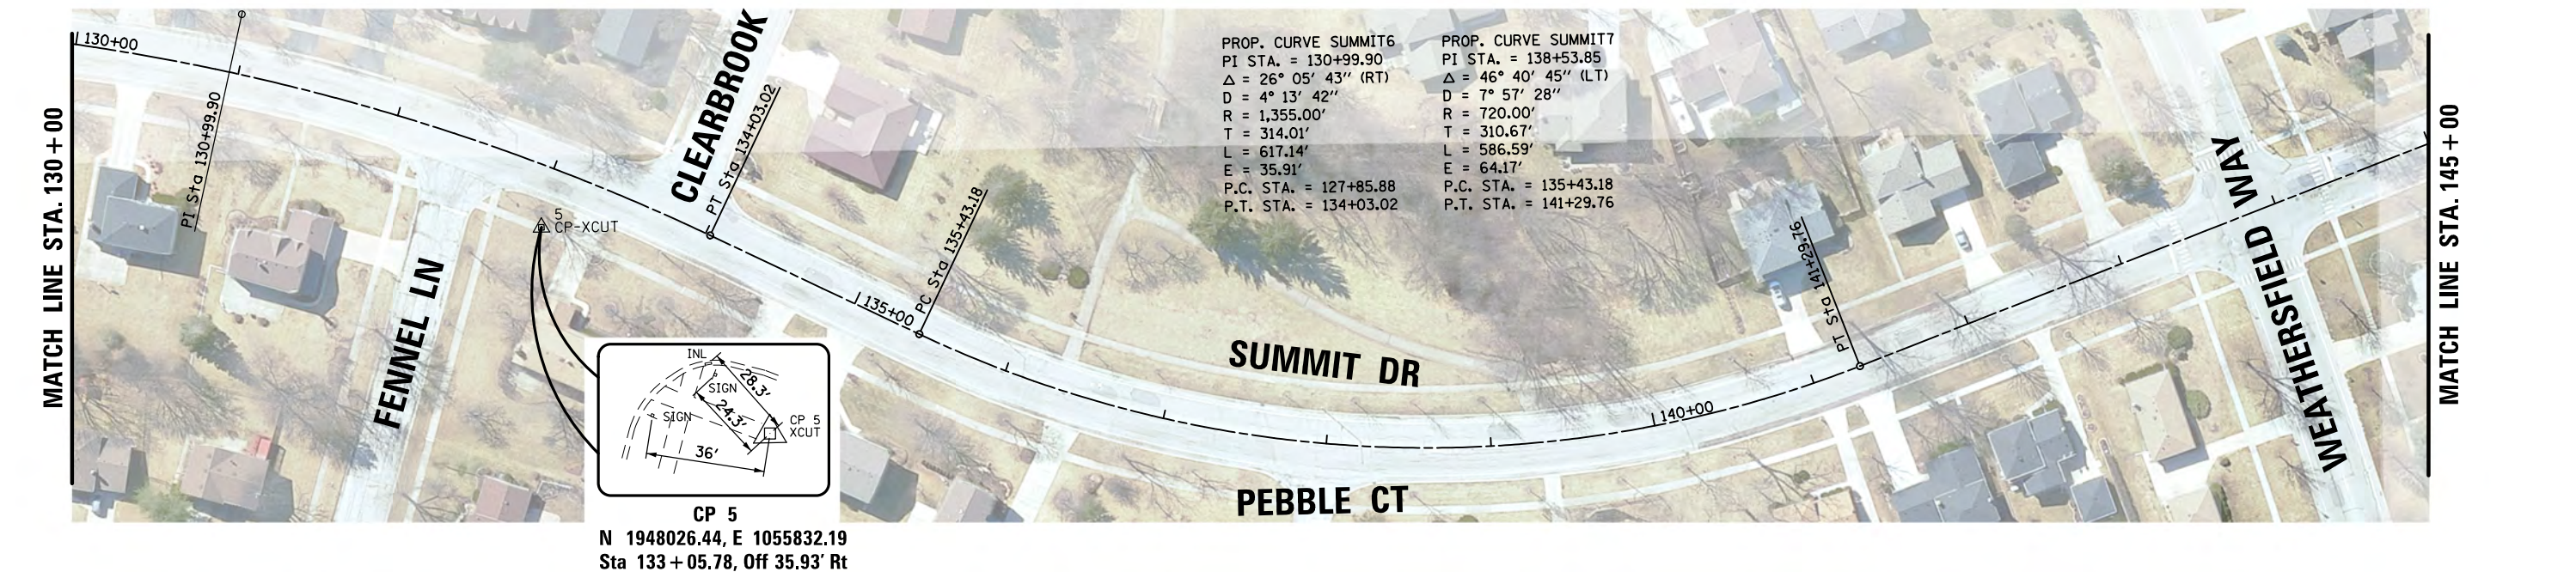 MATCH LINE STA. 130+00
130+00
PI Sta 130+99.90
FENNEL LN
5
CP-XCUT
CLEARBROOK
PT Sta 134+03.02
135+00
PC Sta 135+43.18
PROP. CURVE SUMMIT6
PI STA. = 130+99.90
Δ = 26° 05' 43" (RT)
D = 4° 13' 42"
R = 1,355.00'
T = 314.01'
L = 617.14'
E = 35.91'
P.C. STA. = 127+85.88
P.T. STA. = 134+03.02
PROP. CURVE SUMMIT7
PI STA. = 138+53.85
Δ = 46° 40' 45" (LT)
D = 7° 57' 28"
R = 720.00'
T = 310.67'
L = 586.59'
E = 64.17'
P.C. STA. = 135+43.18
P.T. STA. = 141+29.76
SUMMIT DR
PEBBLE CT
140+00
PT Sta 141+29.76
WEATHERSFIELD WAY
MATCH LINE STA. 145+00
INL
SIGN
28.3'
SIGN
24.3'
CP 5
XCUT
36'
CP 5
N 1948026.44, E 1055832.19
Sta 133+05.78, Off 35.93' Rt